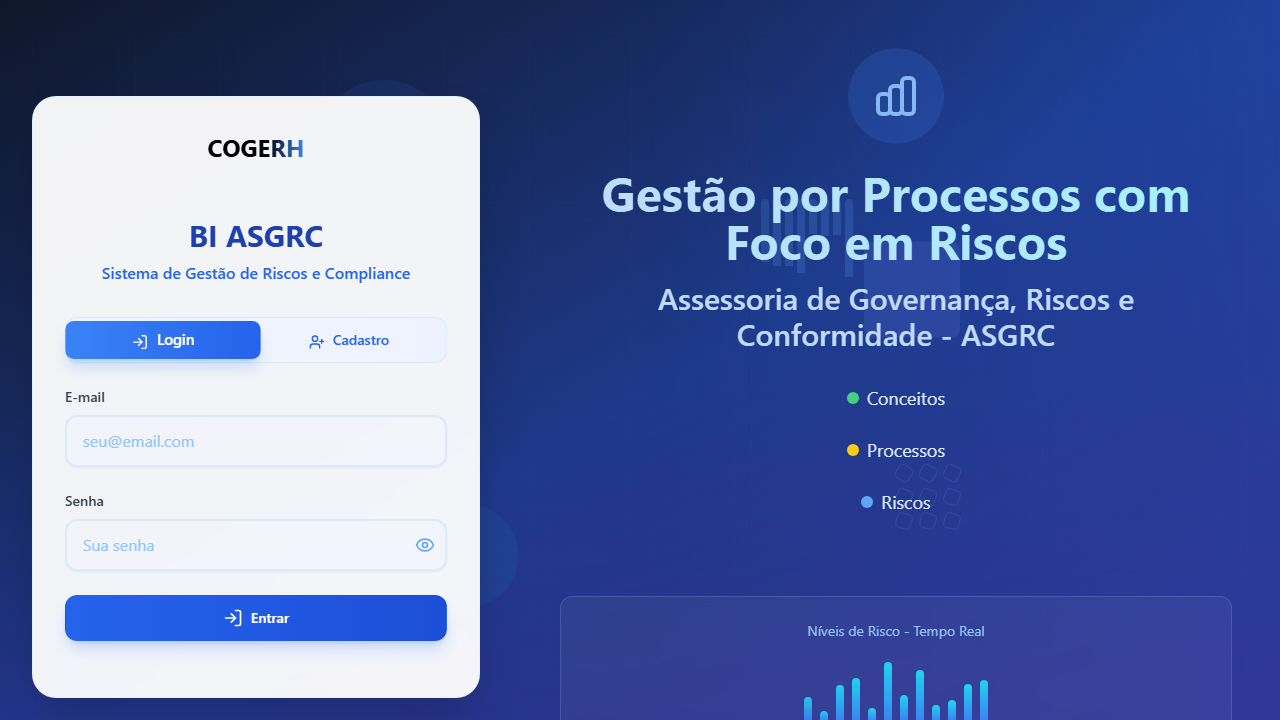 COGERH
BI ASGRC
Sistema de Gestão de Riscos e Compliance
Login
Cadastro
E-mail
seu@email.com
Senha
Sua senha
Entrar
Gestão por Processos com
Foco em Riscos
Assessoria de Governança, Riscos e
Conformidade - ASGRC
Conceitos
Processos
Riscos
Níveis de Risco - Tempo Real